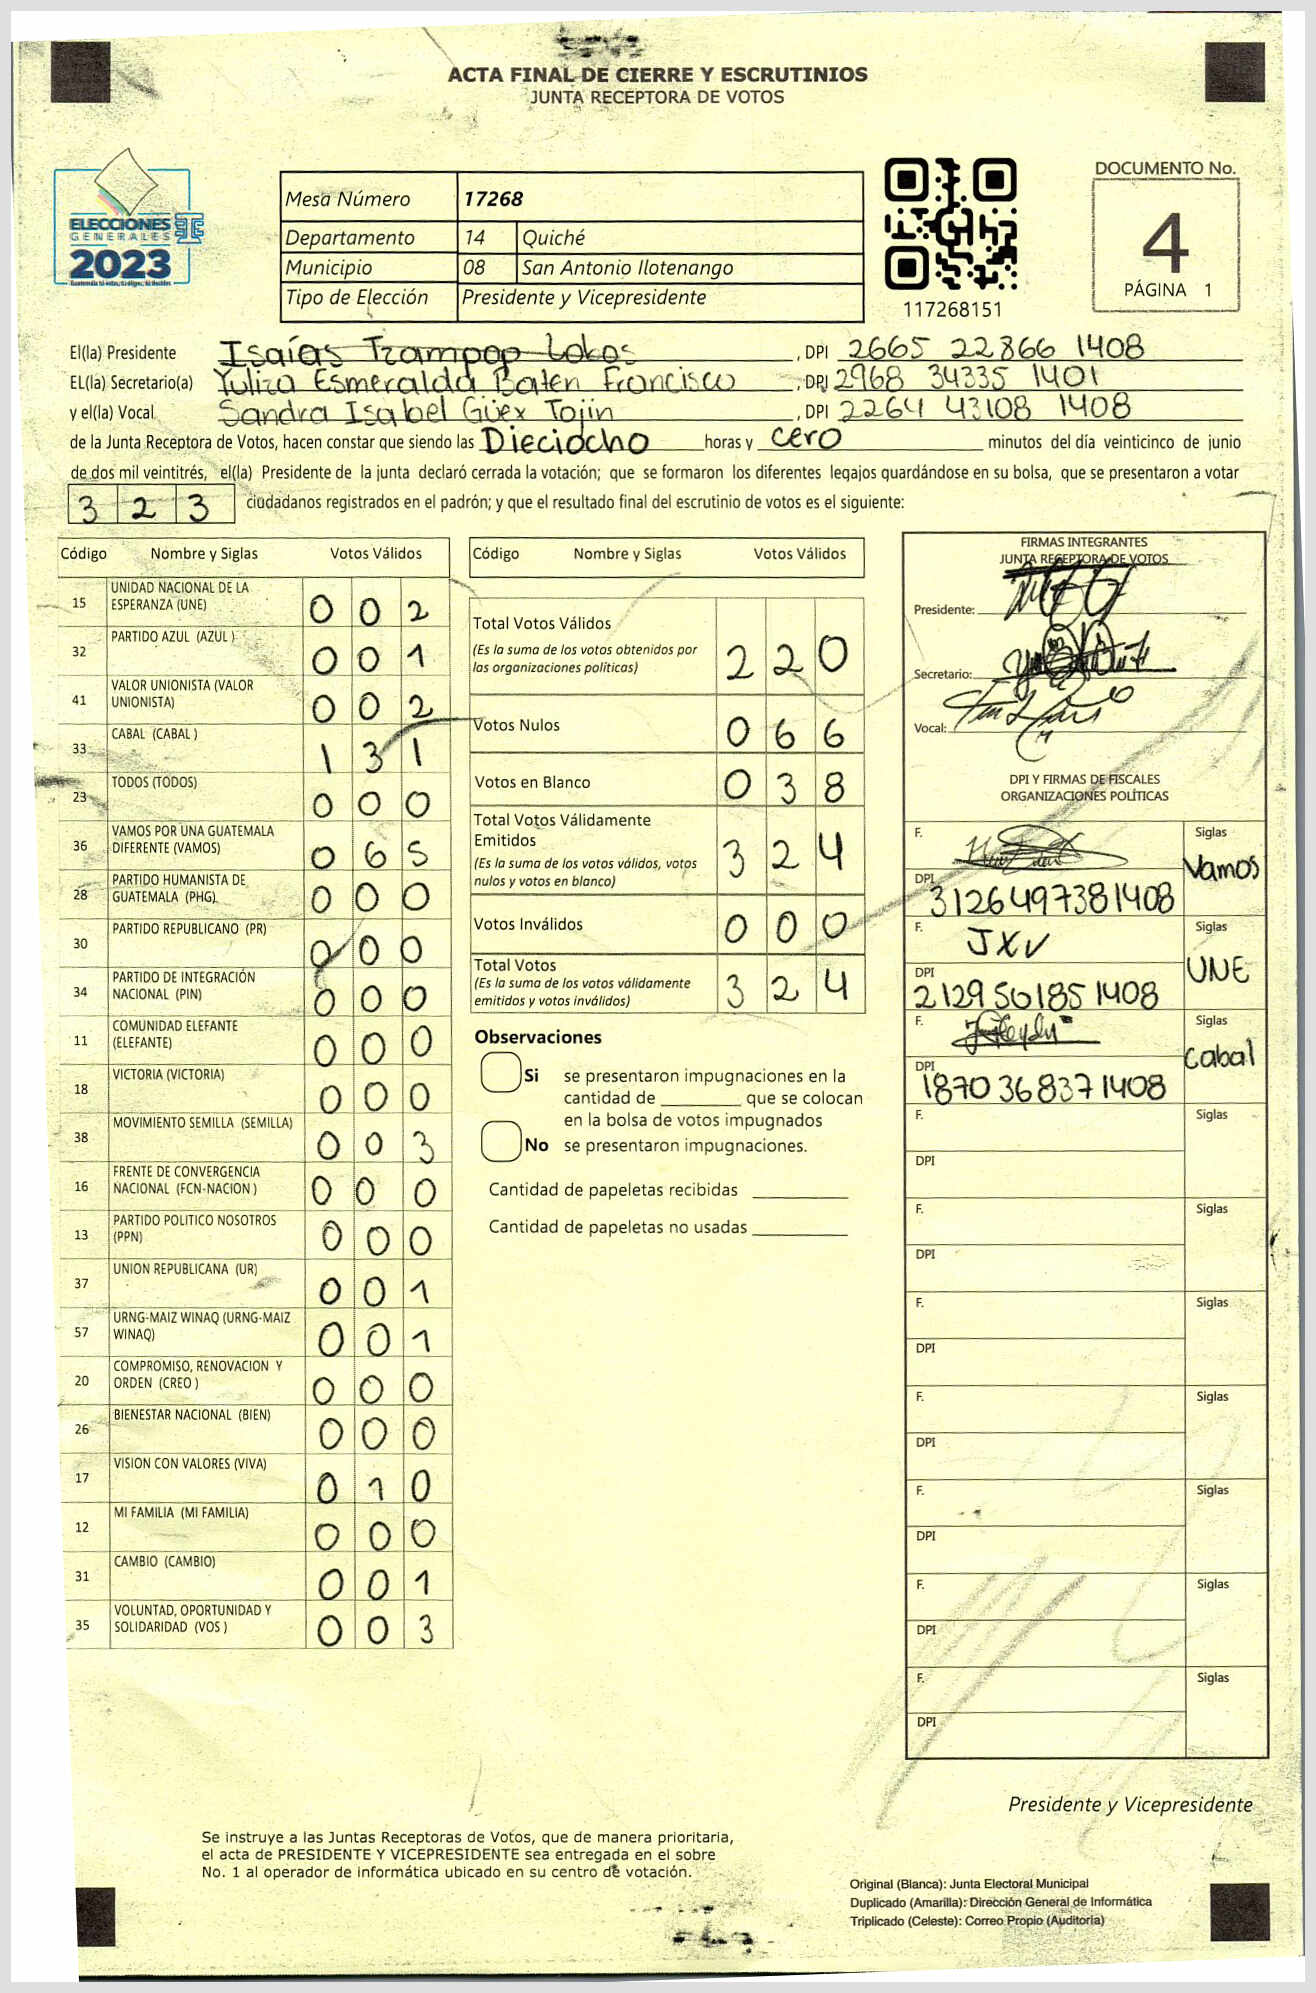 ACTA FINAL DE CIERRE Y ESCRUTINIOS
JUNTA RECEPTORA DE VOTOS
ELECCIONES
GENERALES
2023
Mesa Número 17268
Departamento 14 Quiché
Municipio 08 San Antonio Ilotenango
Tipo de Elección Presidente y Vicepresidente
117268151
DOCUMENTO No.
4
PÁGINA 1
El(la) Presidente Isaías Tzampop Lobos, DPI 2665 22866 1408
EL(la) Secretario(a) Yuliza Esmeralda Baten Francisco, DPI 2968 34335 1401
y el(la) Vocal Sandra Isabel Güex Tojin, DPI 2264 43108 1408
de la Junta Receptora de Votos, hacen constar que siendo las Dieciocho horas y cero minutos del día veinticinco de junio
de dos mil veintitrés, el(la) Presidente de la junta declaró cerrada la votación; que se formaron los diferentes legajos guardándose en su bolsa, que se presentaron a votar
3 2 3 ciudadanos registrados en el padrón; y que el resultado final del escrutinio de votos es el siguiente:
Código Nombre y Siglas Votos Válidos
15 UNIDAD NACIONAL DE LA ESPERANZA (UNE) 0 0 2
32 PARTIDO AZUL (AZUL ) 0 0 1
41 VALOR UNIONISTA (VALOR UNIONISTA) 0 0 2
33 CABAL (CABAL ) 1 3 1
23 TODOS (TODOS) 0 0 0
36 VAMOS POR UNA GUATEMALA DIFERENTE (VAMOS) 0 6 5
28 PARTIDO HUMANISTA DE GUATEMALA (PHG) 0 0 0
30 PARTIDO REPUBLICANO (PR) 0 0 0
34 PARTIDO DE INTEGRACIÓN NACIONAL (PIN) 0 0 0
11 COMUNIDAD ELEFANTE (ELEFANTE) 0 0 0
18 VICTORIA (VICTORIA) 0 0 0
38 MOVIMIENTO SEMILLA (SEMILLA) 0 0 3
16 FRENTE DE CONVERGENCIA NACIONAL (FCN-NACION ) 0 0 0
13 PARTIDO POLITICO NOSOTROS (PPN) 0 0 0
37 UNION REPUBLICANA (UR) 0 0 1
57 URNG-MAIZ WINAQ (URNG-MAIZ WINAQ) 0 0 1
20 COMPROMISO, RENOVACION Y ORDEN (CREO ) 0 0 0
26 BIENESTAR NACIONAL (BIEN) 0 0 0
17 VISION CON VALORES (VIVA) 0 1 0
12 MI FAMILIA (MI FAMILIA) 0 0 0
31 CAMBIO (CAMBIO) 0 0 1
35 VOLUNTAD, OPORTUNIDAD Y SOLIDARIDAD (VOS ) 0 0 3
Código Nombre y Siglas Votos Válidos
Total Votos Válidos
(Es la suma de los votos obtenidos por
las organizaciones políticas) 2 2 0
Votos Nulos 0 6 6
Votos en Blanco 0 3 8
Total Votos Válidamente
Emitidos
(Es la suma de los votos válidos, votos
nulos y votos en blanco) 3 2 4
Votos Inválidos 0 0 0
Total Votos
(Es la suma de los votos válidamente
emitidos y votos inválidos) 3 2 4
Observaciones
Si se presentaron impugnaciones en la
cantidad de ________ que se colocan
en la bolsa de votos impugnados
No se presentaron impugnaciones.
Cantidad de papeletas recibidas
Cantidad de papeletas no usadas
FIRMAS INTEGRANTES
JUNTA RECEPTORA DE VOTOS
Presidente:
Secretario:
Vocal:
DPI Y FIRMAS DE FISCALES
ORGANIZACIONES POLÍTICAS
F. Siglas
Vamos
DPI 3126497381408
F. JXV Siglas
UNE
DPI 2129561851408
F. Siglas
Cabal
DPI 1870368371408
F. Siglas
DPI
F. Siglas
DPI
F. Siglas
DPI
F. Siglas
DPI
F. Siglas
DPI
F. Siglas
DPI
F. Siglas
DPI
Presidente y Vicepresidente
Se instruye a las Juntas Receptoras de Votos, que de manera prioritaria,
el acta de PRESIDENTE Y VICEPRESIDENTE sea entregada en el sobre
No. 1 al operador de informática ubicado en su centro de votación.
Original (Blanca): Junta Electoral Municipal
Duplicado (Amarilla): Dirección General de Informática
Triplicado (Celeste): Correo Propio (Auditoría)